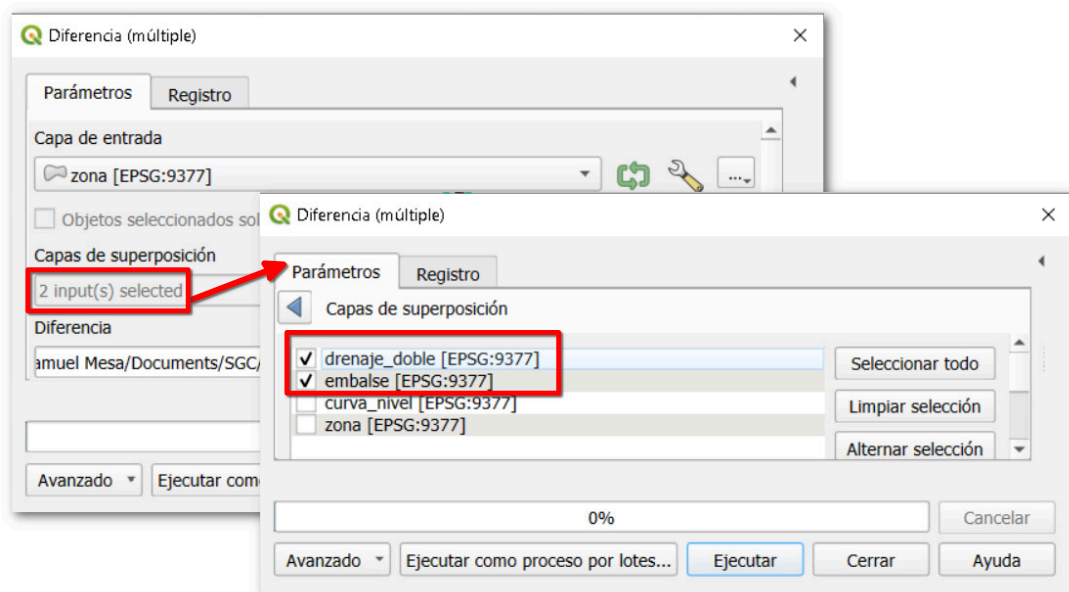 Diferencia (múltiple)
Parámetros
Registro
Capa de entrada
zona [EPSG:9377]
...
Objetos seleccionados sol
Capas de superposición
2 input(s) selected
Diferencia
amuel Mesa/Documents/SGC/
Avanzado
Ejecutar com
Diferencia (múltiple)
Parámetros
Registro
Capas de superposición
drenaje_doble [EPSG:9377]
embalse [EPSG:9377]
curva_nivel [EPSG:9377]
zona [EPSG:9377]
Seleccionar todo
Limpiar selección
Alternar selección
0%
Cancelar
Avanzado
Ejecutar como proceso por lotes...
Ejecutar
Cerrar
Ayuda